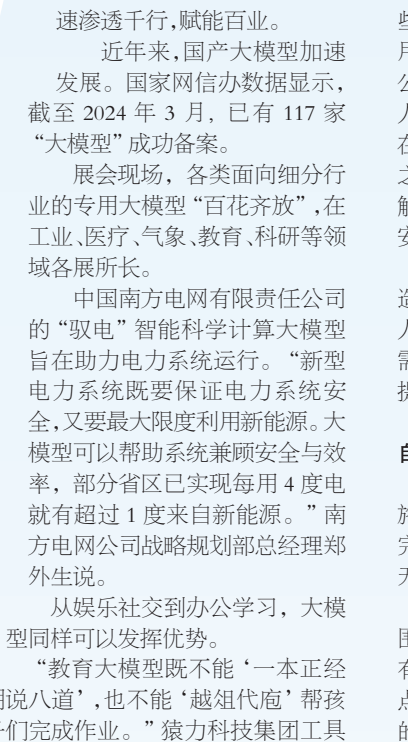 速渗透千行,赋能百业。
近年来,国产大模型加速
发展。国家网信办数据显示,
截至 2024 年 3 月, 已有 117 家
“大模型”成功备案。
展会现场, 各类面向细分行
业的专用大模型“百花齐放”,在
工业、医疗、气象、教育、科研等领
域各展所长。
中国南方电网有限责任公司
的“驭电”智能科学计算大模型
旨在助力电力系统运行。“新型
电力系统既要保证电力系统安
全,又要最大限度利用新能源。大
模型可以帮助系统兼顾安全与效
率, 部分省区已实现每用 4 度电
就有超过 1 度来自新能源。”南
方电网公司战略规划部总经理郑
外生说。
从娱乐社交到办公学习, 大模
型同样可以发挥优势。
“教育大模型既不能‘一本正经
胡说八道’,也不能‘越俎代庖’帮孩
子们完成作业。”猿力科技集团工具